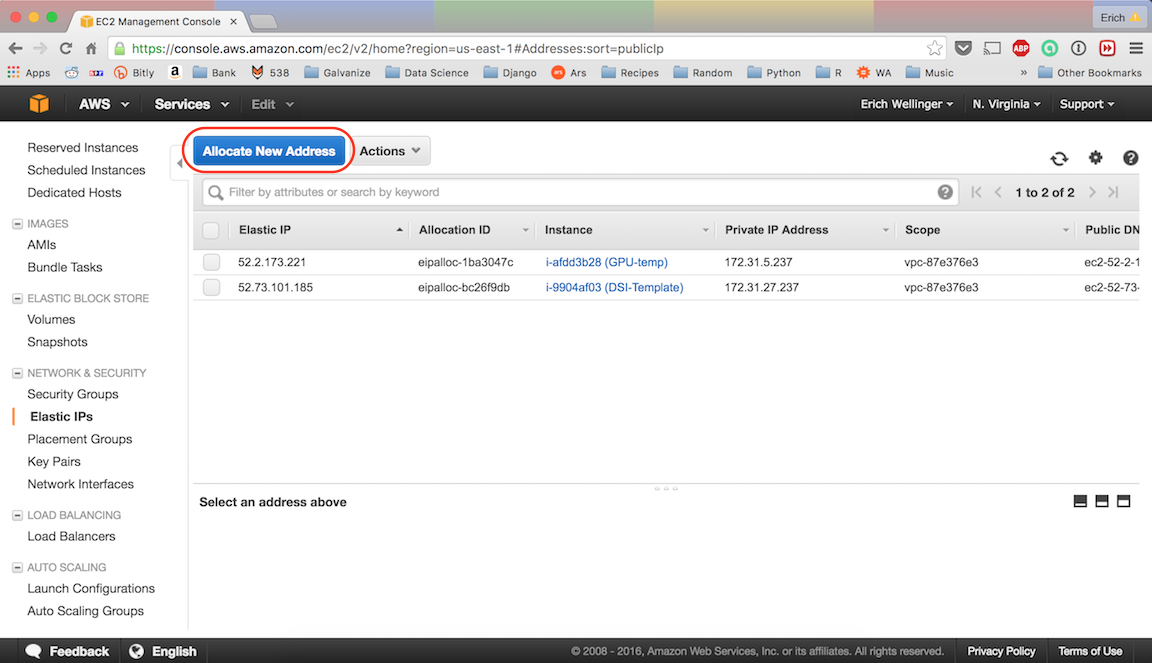 EC2 Management Console
Erich
https://console.aws.amazon.com/ec2/v2/home?region=us-east-1#Addresses:sort=publicIp
ABP
Apps Bitly a Bank 538 Galvanize Data Science Django ars Ars Recipes Random Python R WA Music » Other Bookmarks
AWS Services Edit Erich Wellinger N. Virginia Support
Reserved Instances
Scheduled Instances
Dedicated Hosts
IMAGES
AMIs
Bundle Tasks
ELASTIC BLOCK STORE
Volumes
Snapshots
NETWORK & SECURITY
Security Groups
Elastic IPs
Placement Groups
Key Pairs
Network Interfaces
LOAD BALANCING
Load Balancers
AUTO SCALING
Launch Configurations
Auto Scaling Groups
Allocate New Address Actions
Filter by attributes or search by keyword 1 to 2 of 2
Elastic IP Allocation ID Instance Private IP Address Scope Public DN
52.2.173.221 eipalloc-1ba3047c i-afdd3b28 (GPU-temp) 172.31.5.237 vpc-87e376e3 ec2-52-2-1
52.73.101.185 eipalloc-bc26f9db i-9904af03 (DSI-Template) 172.31.27.237 vpc-87e376e3 ec2-52-73-
Select an address above
Feedback English © 2008 - 2016, Amazon Web Services, Inc. or its affiliates. All rights reserved. Privacy Policy Terms of Use